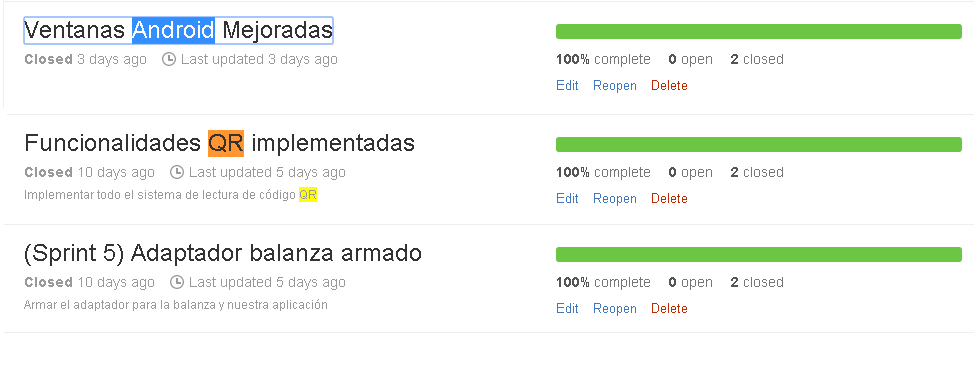 Ventanas Android Mejoradas
Closed 3 days ago Last updated 3 days ago
100% complete 0 open 2 closed
Edit Reopen Delete
Funcionalidades QR implementadas
Closed 10 days ago Last updated 5 days ago
Implementar todo el sistema de lectura de código QR
100% complete 0 open 2 closed
Edit Reopen Delete
(Sprint 5) Adaptador balanza armado
Closed 10 days ago Last updated 5 days ago
Armar el adaptador para la balanza y nuestra aplicación
100% complete 0 open 2 closed
Edit Reopen Delete